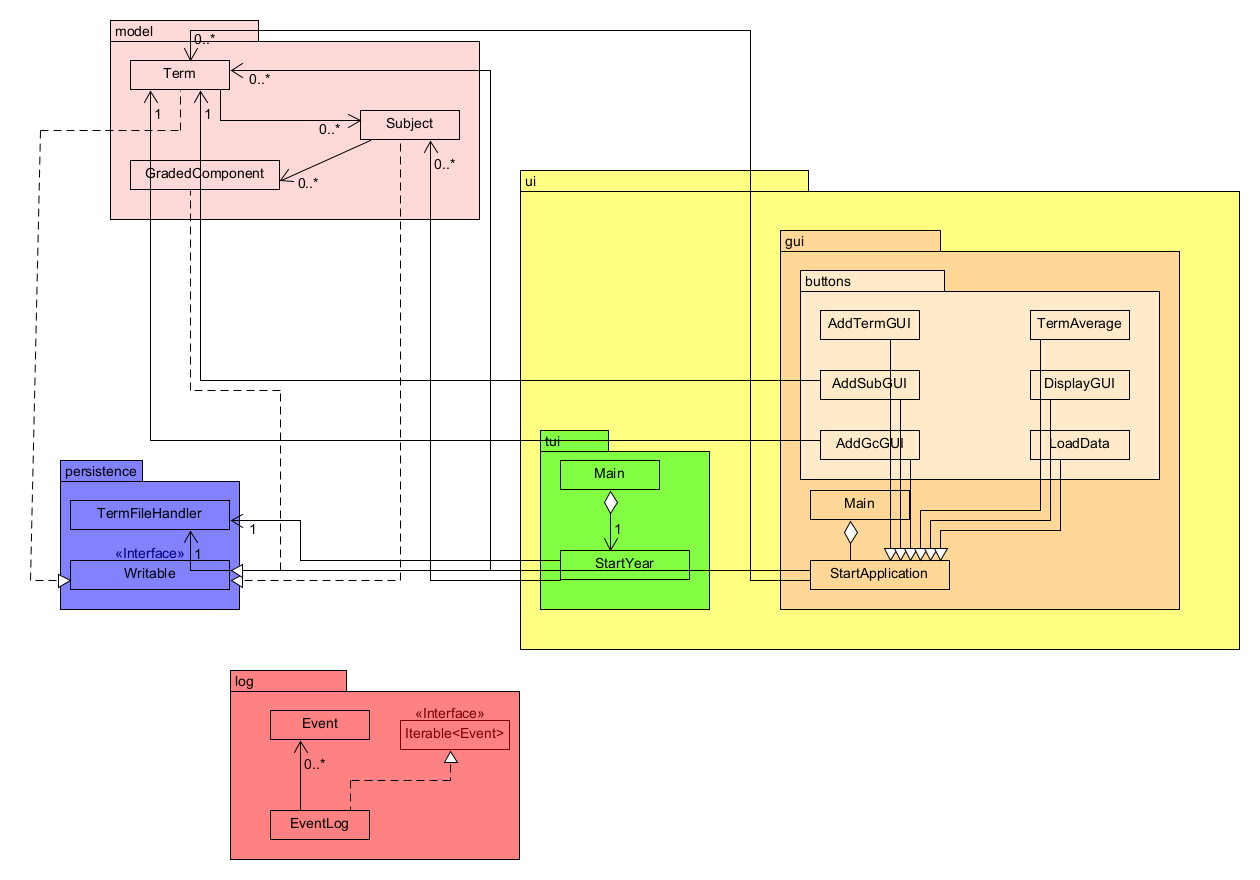 model
0..*
Term
0..*
1
1
0..*
Subject
0..*
GradedComponent
0..*
ui
gui
buttons
AddTermGUI
TermAverage
AddSubGUI
DisplayGUI
AddGcGUI
LoadData
tui
Main
1
StartYear
Main
StartApplication
persistence
TermFileHandler
1
«Interface»
1
Writable
log
Event
«Interface»
Iterable<Event>
0..*
EventLog